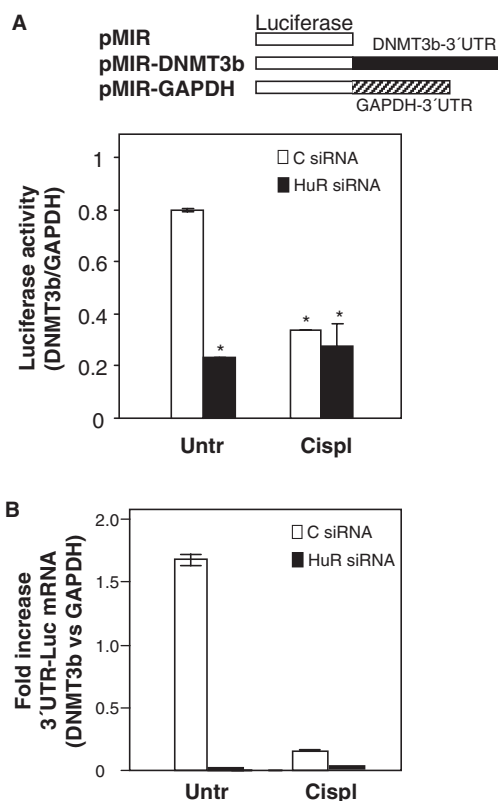 A
Luciferase
pMIR
DNMT3b-3´UTR
pMIR-DNMT3b
pMIR-GAPDH
GAPDH-3´UTR
Luciferase activity
(DNMT3b/GAPDH)
1
0.8
0.6
0.4
0.2
0
C siRNA
HuR siRNA
*
*
*
Untr
Cispl
B
Fold increase
3´UTR-Luc mRNA
(DNMT3b vs GAPDH)
2.0
1.5
1.0
0.5
0
C siRNA
HuR siRNA
Untr
Cispl